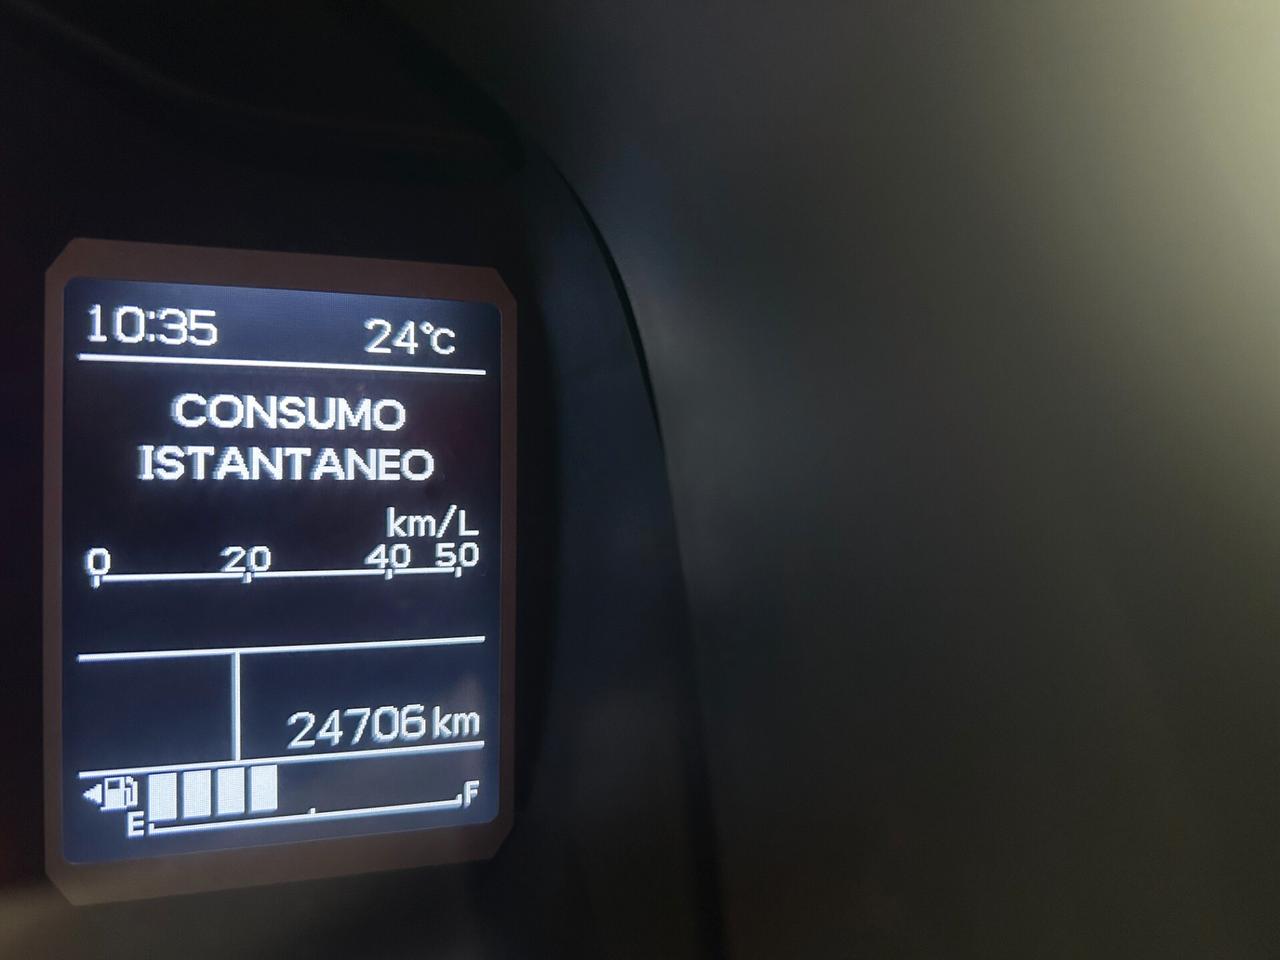 10:35 24°C
CONSUMO
ISTANTANEO
km/L
0 20 40 50
24706 km
E F